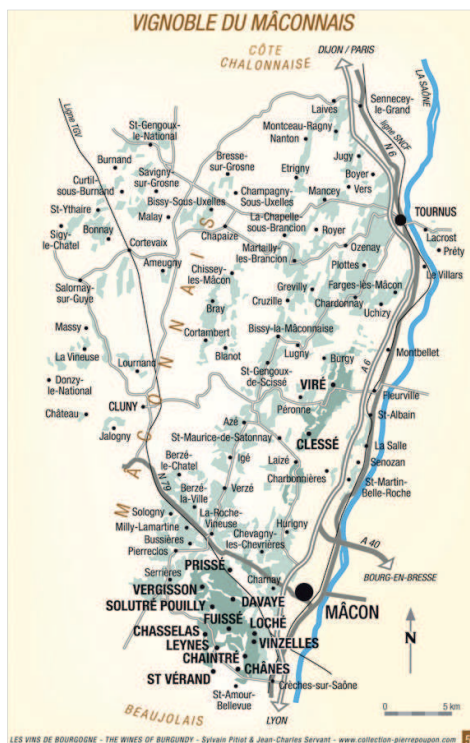 VIGNOBLE DU MÂCONNAIS
CÔTE
CHALONNAISE
DIJON / PARIS
LA SAÔNE
Ligne TGV
Laives
Sennecey-
le-Grand
ligne SNCF
N 6
St-Gengoux-
le-National
Montceau-Ragny
Nanton
Burnand
Bresse-
sur-Grosne
Jugy
Etrigny
Boyer
Curtil-
sous-Burnand
Savigny-
sur-Grosne
Champagny-
Sous-Uxelles
Mancey
Vers
Bissy-Sous-Uxelles
St-Ythaire
Malay
La-Chapelle-
sous-Brancion
TOURNUS
Sigy-
le-Chatel
Bonnay
Chapaize
Royer
Lacrost
Cortevaix
Martailly-
les-Brancion
Ozenay
Préty
Ameugny
Chissey-
lès-Mâcon
Plottes
Le Villars
Salornay-
sur-Guye
Grevilly
Farges-lès-Mâcon
Bray
Cruzille
Chardonnay
Uchizy
Massy
Cortambert
Bissy-la-Mâconnaise
La Vineuse
Blanot
Lugny
Burgy
A 6
Montbellet
Lournand
St-Gengoux-
de-Scissé
Donzy-
le-National
VIRÉ
Fleurville
CLUNY
Péronne
Château
Azé
St-Albain
Jalogny
St-Maurice-de-Satonnay
CLESSÉ
La Salle
MÂCONNAIS
Berzé-
le-Chatel
Igé
Laizé
Senozan
N 79
Charbonnières
St-Martin-
Belle-Roche
Berzé-
la-Ville
Verzé
Sologny
La-Roche-
Vineuse
Hurigny
Milly-Lamartine
Chevagny-
les-Chevrières
Bussières
A 40
Pierreclos
PRISSÉ
BOURG-EN-BRESSE
Serrières
Charnay
VERGISSON
DAVAYE
SOLUTRÉ POUILLY
MÂCON
FUISSÉ
LOCHÉ
CHASSELAS
VINZELLES
N
LEYNES
CHAINTRÉ
CHÂNES
ST VÉRAND
Crèches-sur-Saône
St-Amour-
Bellevue
0
5 km
BEAUJOLAIS
LYON
LES VINS DE BOURGOGNE - THE WINES OF BURGUNDY - Sylvain Pitiot & Jean-Charles Servant - www.collection-pierrepoupon.com